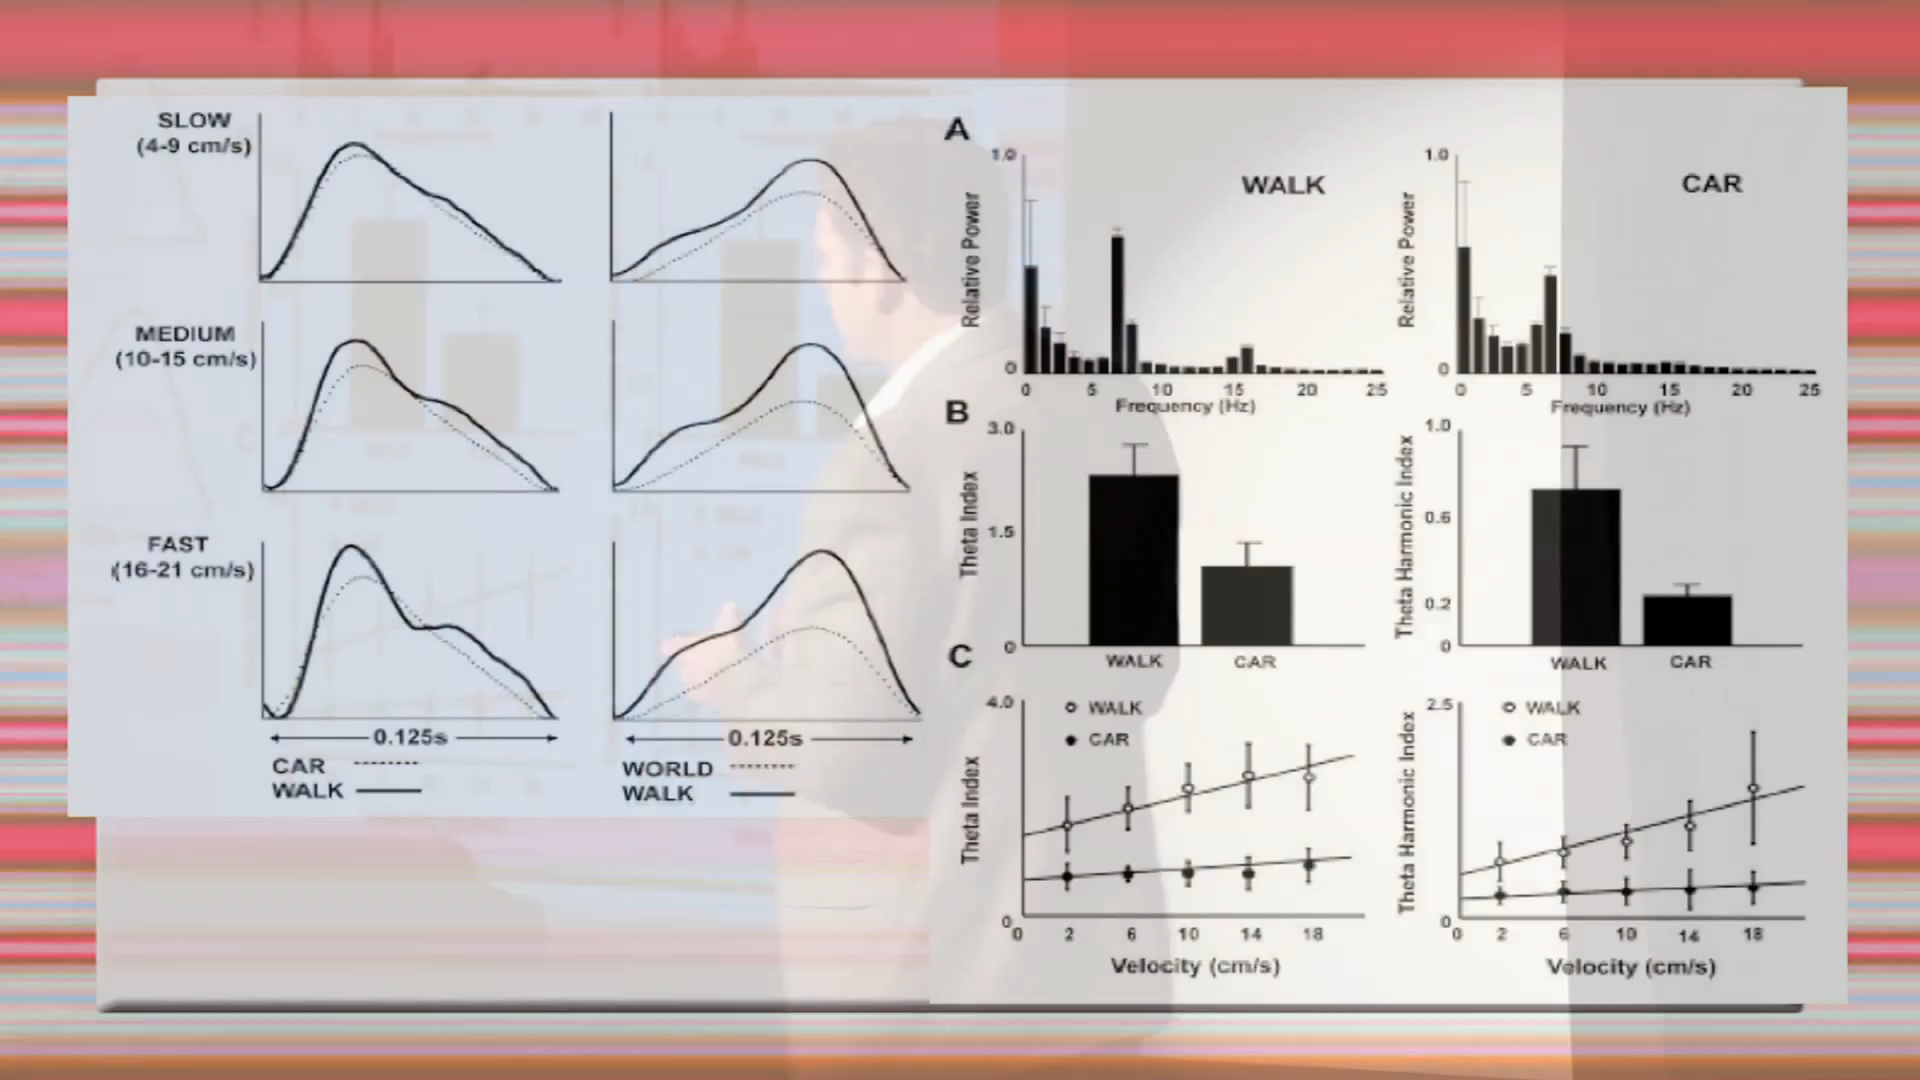 SLOW
(4-9 cm/s)
MEDIUM
(10-15 cm/s)
FAST
(16-21 cm/s)
0.125s
CAR
WALK
0.125s
WORLD
WALK
A
1.0
Relative Power
0
WALK
0 5 10 15 20 25
Frequency (Hz)
1.0
Relative Power
0
CAR
0 5 10 15 20 25
Frequency (Hz)
B
3.0
1.5
0
Theta Index
WALK CAR
1.0
0.6
0.2
0
Theta Harmonic Index
WALK CAR
C
4.0
0
Theta Index
WALK
CAR
0 2 6 10 14 18
Velocity (cm/s)
2.5
0
Theta Harmonic Index
WALK
CAR
0 2 6 10 14 18
Velocity (cm/s)